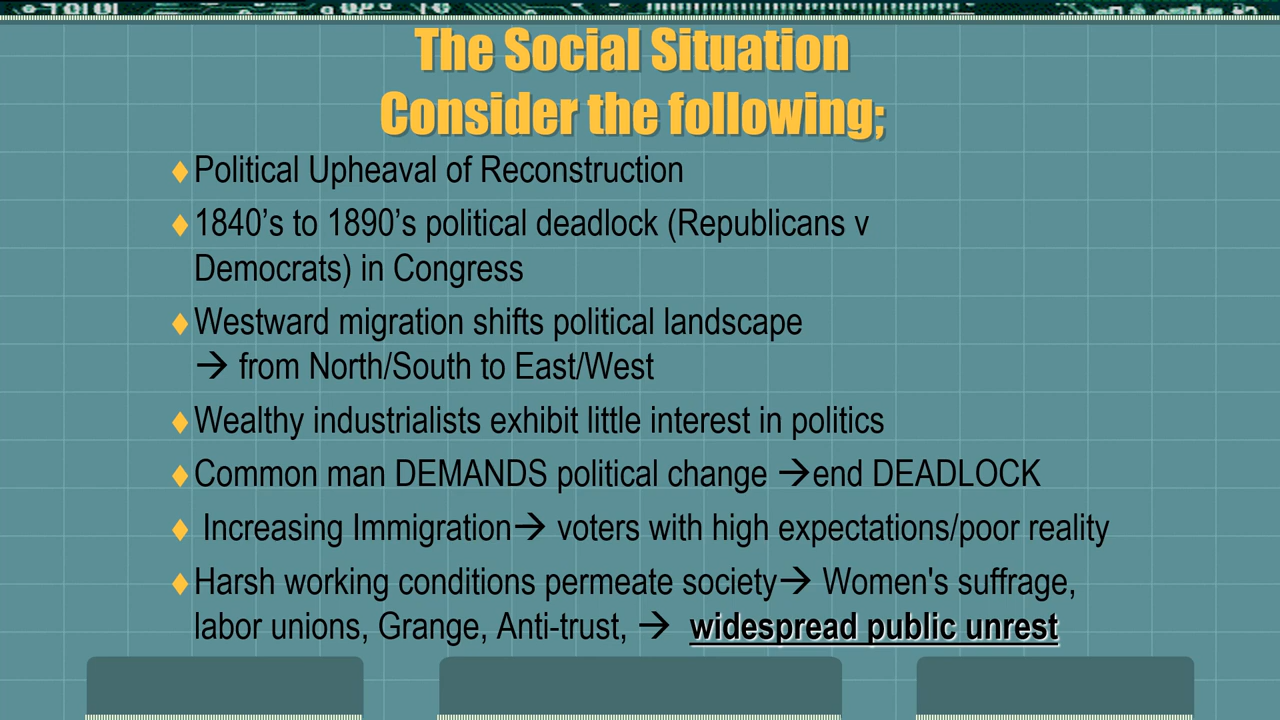 The Social Situation
Consider the following;
Political Upheaval of Reconstruction
1840’s to 1890’s political deadlock (Republicans v
Democrats) in Congress
Westward migration shifts political landscape
→ from North/South to East/West
Wealthy industrialists exhibit little interest in politics
Common man DEMANDS political change →end DEADLOCK
Increasing Immigration→ voters with high expectations/poor reality
Harsh working conditions permeate society→ Women's suffrage,
labor unions, Grange, Anti-trust, → widespread public unrest